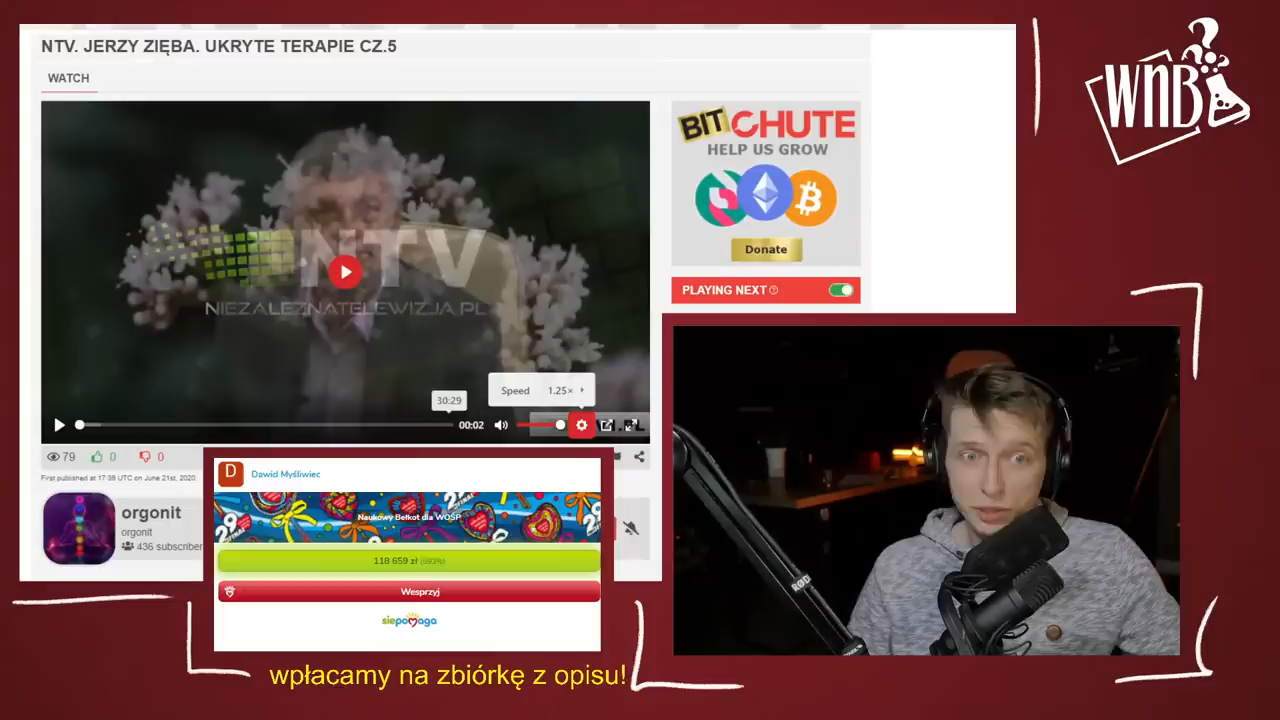 NTV. JERZY ZIĘBA. UKRYTE TERAPIE CZ.5
WATCH
NTV
NIEZALEZNATELEWIZJA.PL
Speed 1.25×
30:29
00:02
79 0 0
First published at 17:38 UTC on June 21st, 2020.
orgonit
orgonit
436 subscriber
BITCHUTE
HELP US GROW
Donate
PLAYING NEXT
WNB
D
Dawid Myśliwiec
Naukowy Bełkot dla WOŚP
118 659 zł (593%)
Wesprzyj
siepomaga
wpłacamy na zbiórkę z opisu!
RØDE